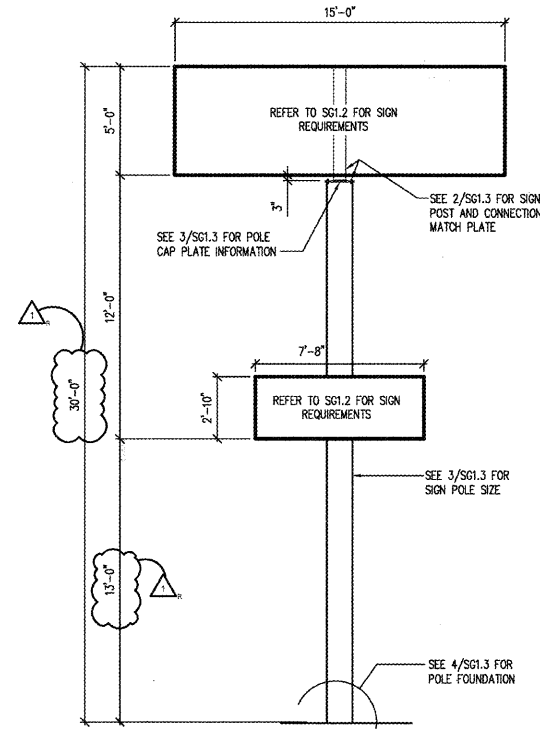 15'-0"
5'-0"
REFER TO SG1.2 FOR SIGN
REQUIREMENTS
3"
SEE 2/SG1.3 FOR SIGN
POST AND CONNECTION
MATCH PLATE
SEE 3/SG1.3 FOR POLE
CAP PLATE INFORMATION
12'-0"
1
R
7'-8"
30'-0"
2'-10"
REFER TO SG1.2 FOR SIGN
REQUIREMENTS
SEE 3/SG1.3 FOR
SIGN POLE SIZE
13'-0"
1
R
SEE 4/SG1.3 FOR
POLE FOUNDATION